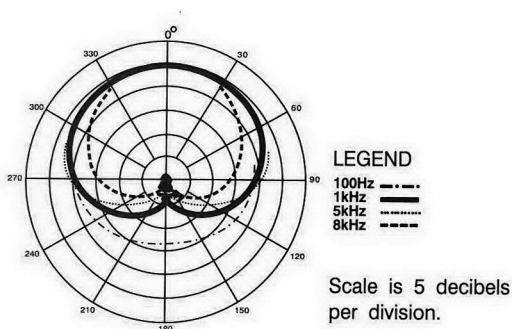 0°
330
30
300
60
270
90
240
120
210
150
180
LEGEND
100Hz
1kHz
5kHz
8kHz
Scale is 5 decibels
per division.